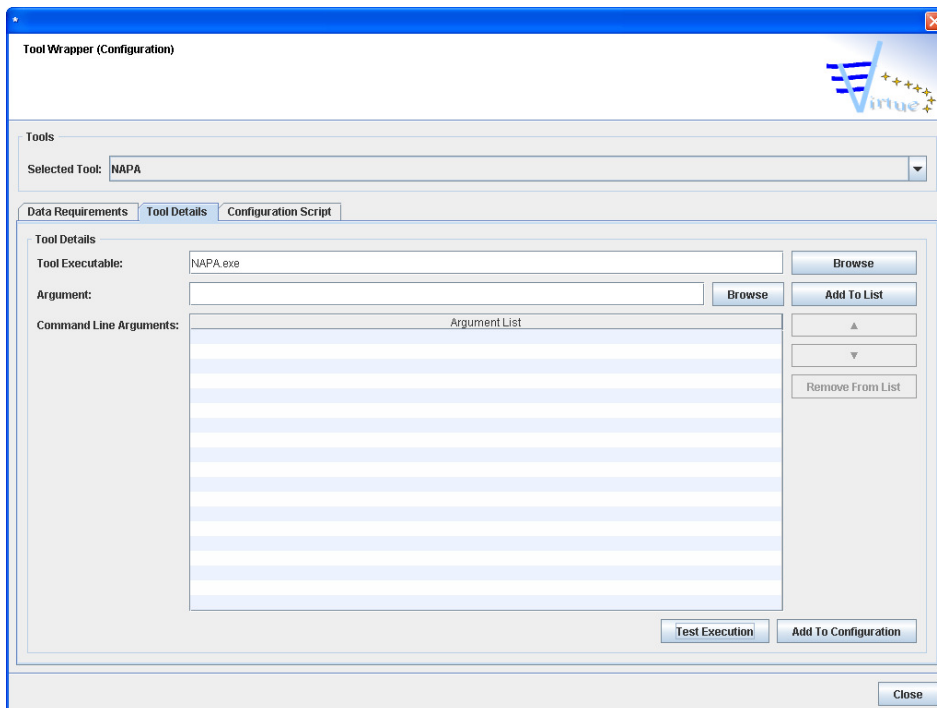 *
Tool Wrapper (Configuration)
Virtue
Tools
Selected Tool: NAPA
Data Requirements Tool Details Configuration Script
Tool Details
Tool Executable: NAPA.exe Browse
Argument: Browse Add To List
Command Line Arguments: Argument List
▲
▼
Remove From List
Test Execution Add To Configuration
Close